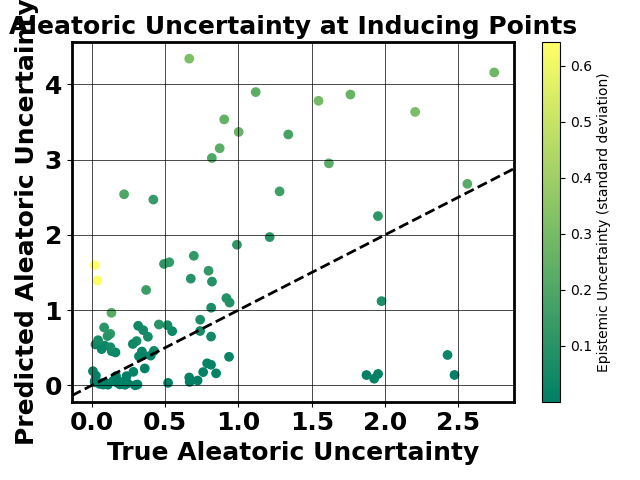 Aleatoric Uncertainty at Inducing Points
Predicted Aleatoric Uncertainty
4
3
2
1
0
0.0 0.5 1.0 1.5 2.0 2.5
True Aleatoric Uncertainty
0.6
0.5
0.4
0.3
0.2
0.1
Epistemic Uncertainty (standard deviation)